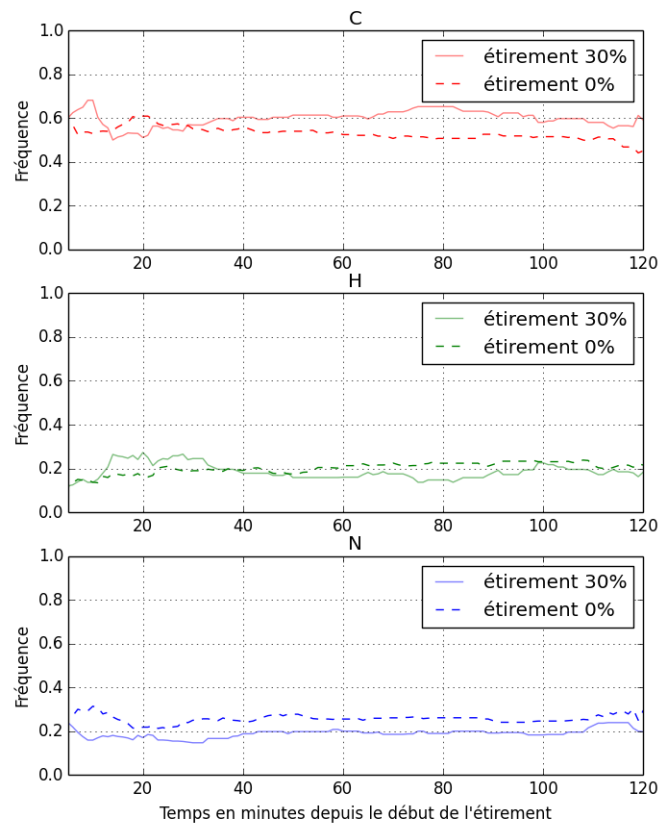 C
1.0
0.8
0.6
0.4
0.2
0.0
Fréquence
étirement 30%
étirement 0%
20 40 60 80 100 120
H
1.0
0.8
0.6
0.4
0.2
0.0
Fréquence
étirement 30%
étirement 0%
20 40 60 80 100 120
N
1.0
0.8
0.6
0.4
0.2
0.0
Fréquence
étirement 30%
étirement 0%
20 40 60 80 100 120
Temps en minutes depuis le début de l'étirement